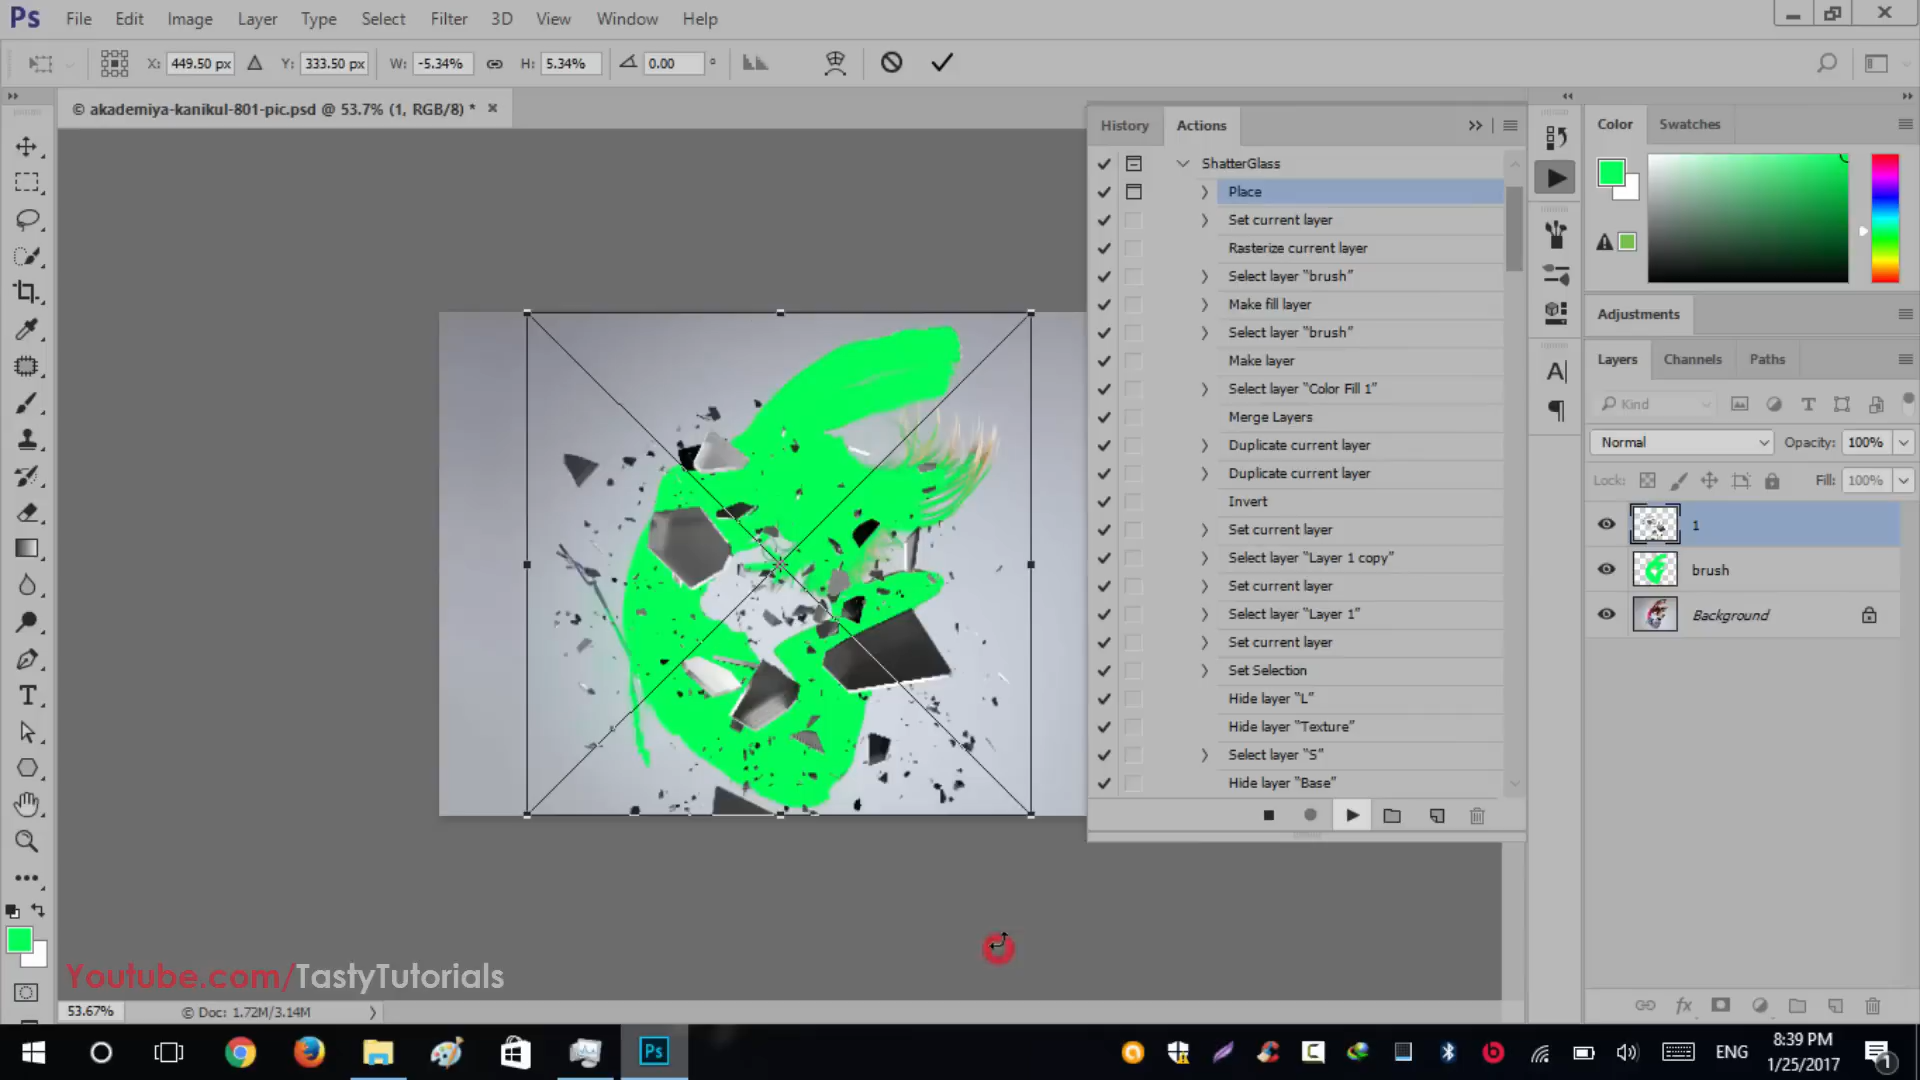 Ps File Edit Image Layer Type Select Filter 3D View Window Help
X: 449.50 px Y: 333.50 px W: -5.34% H: 5.34% 0.00 °
© akademiya-kanikul-801-pic.psd @ 53.7% (1, RGB/8) *
History Actions
ShatterGlass
Place
Set current layer
Rasterize current layer
Select layer "brush"
Make fill layer
Select layer "brush"
Make layer
Select layer "Color Fill 1"
Merge Layers
Duplicate current layer
Duplicate current layer
Invert
Set current layer
Select layer "Layer 1 copy"
Set current layer
Select layer "Layer 1"
Set current layer
Set Selection
Hide layer "L"
Hide layer "Texture"
Select layer "S"
Hide layer "Base"
Color Swatches
Adjustments
Layers Channels Paths
Kind
Normal Opacity: 100%
Lock: Fill: 100%
1
brush
Background
fx
Youtube.com/TastyTutorials
53.67% © Doc: 1.72M/3.14M
Ps
ENG
8:39 PM
1/25/2017
1